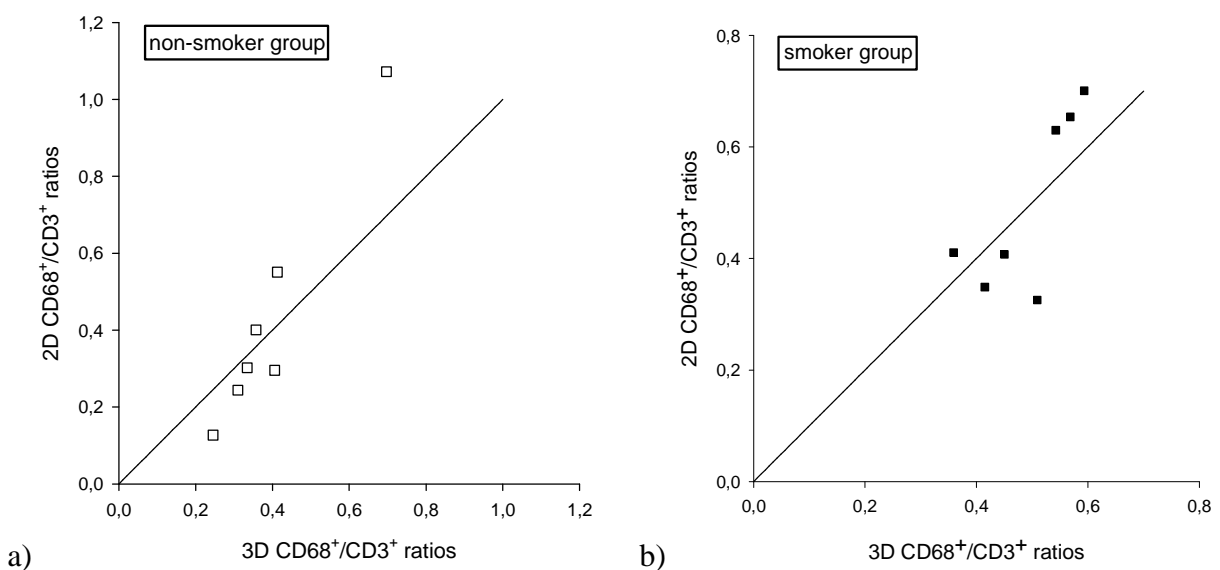 non-smoker group
1,2
1,0
0,8
0,6
0,4
0,2
0,0
2D CD68⁺/CD3⁺ ratios
0,0 0,2 0,4 0,6 0,8 1,0 1,2
3D CD68⁺/CD3⁺ ratios
a)
smoker group
0,8
0,6
0,4
0,2
0,0
2D CD68⁺/CD3⁺ ratios
0,0 0,2 0,4 0,6 0,8
3D CD68⁺/CD3⁺ ratios
b)